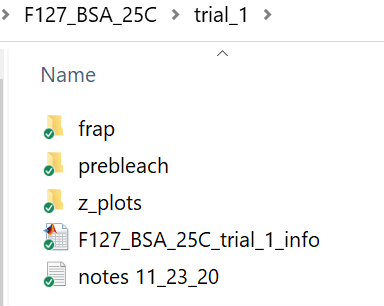 F127_BSA_25C > trial_1 >
Name
frap
prebleach
z_plots
F127_BSA_25C_trial_1_info
notes 11_23_20